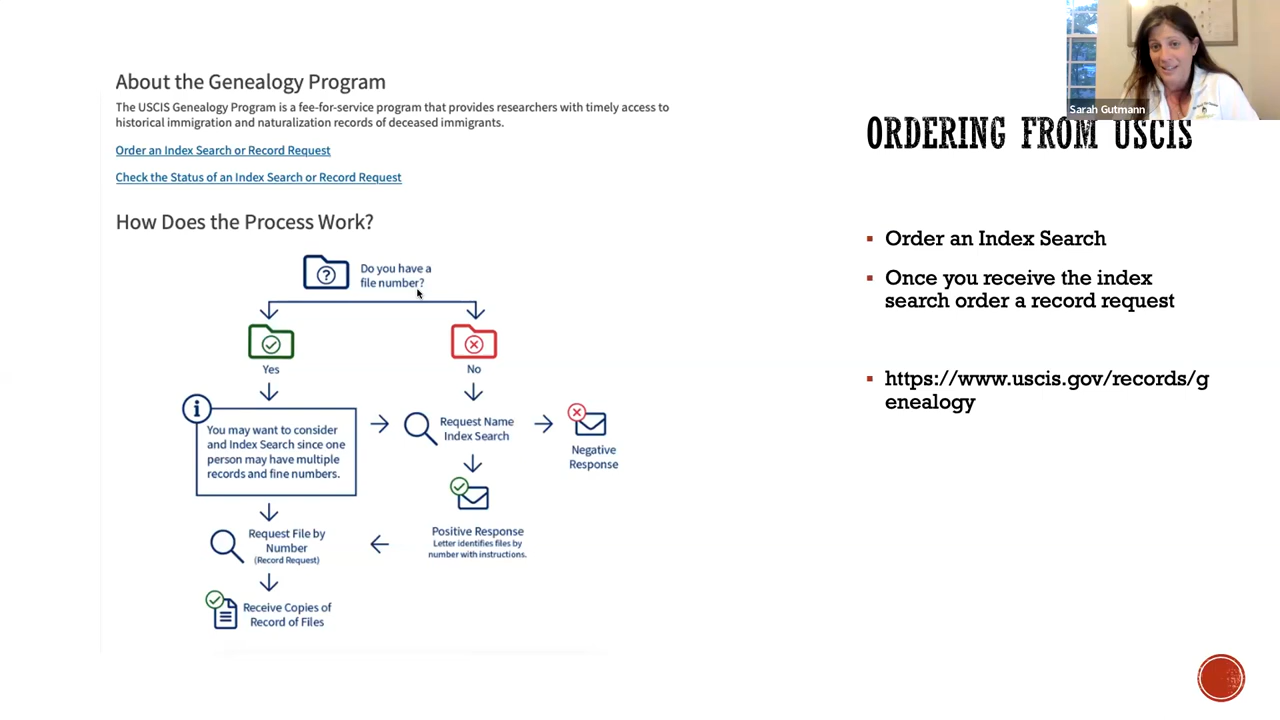 About the Genealogy Program
The USCIS Genealogy Program is a fee-for-service program that provides researchers with timely access to
historical immigration and naturalization records of deceased immigrants.
Order an Index Search or Record Request
Check the Status of an Index Search or Record Request
How Does the Process Work?
Do you have a
file number?
Yes
No
You may want to consider
and Index Search since one
person may have multiple
records and fine numbers.
Request Name
Index Search
Negative
Response
Positive Response
Letter identifies files by
number with instructions.
Request File by
Number
(Record Request)
Receive Copies of
Record of Files
Sarah Gutmann
ORDERING FROM USCIS
Order an Index Search
Once you receive the index
search order a record request
https://www.uscis.gov/records/g
enealogy